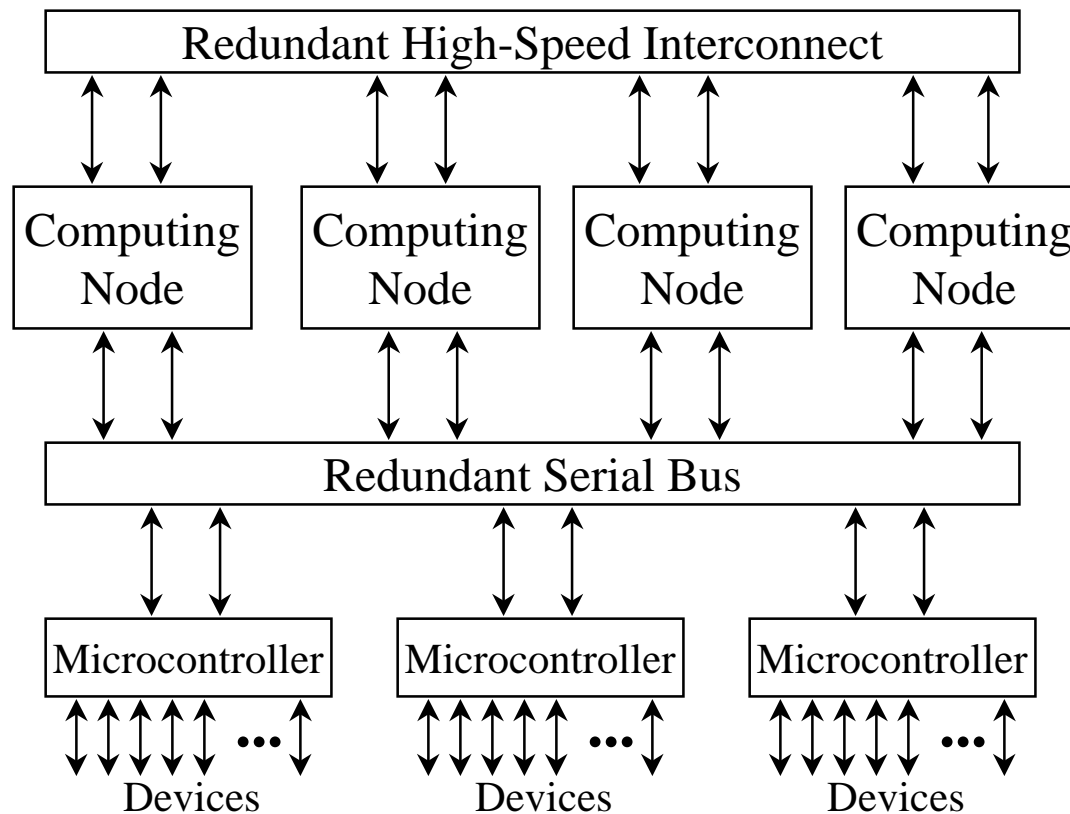 Redundant High-Speed Interconnect
Computing
Node
Computing
Node
Computing
Node
Computing
Node
Redundant Serial Bus
Microcontroller
Microcontroller
Microcontroller
Devices
Devices
Devices